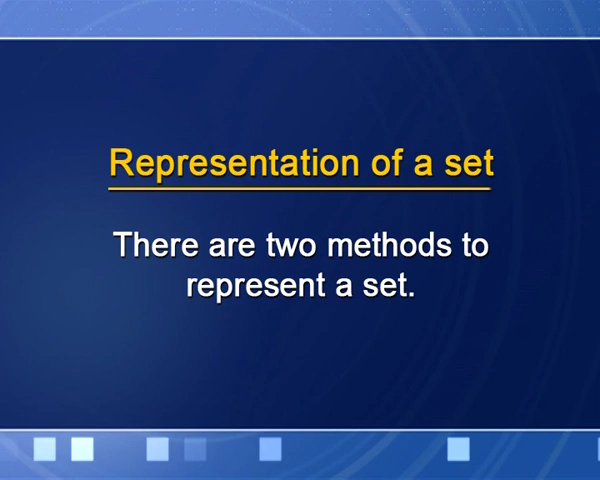 Representation of a set
There are two methods to
represent a set.